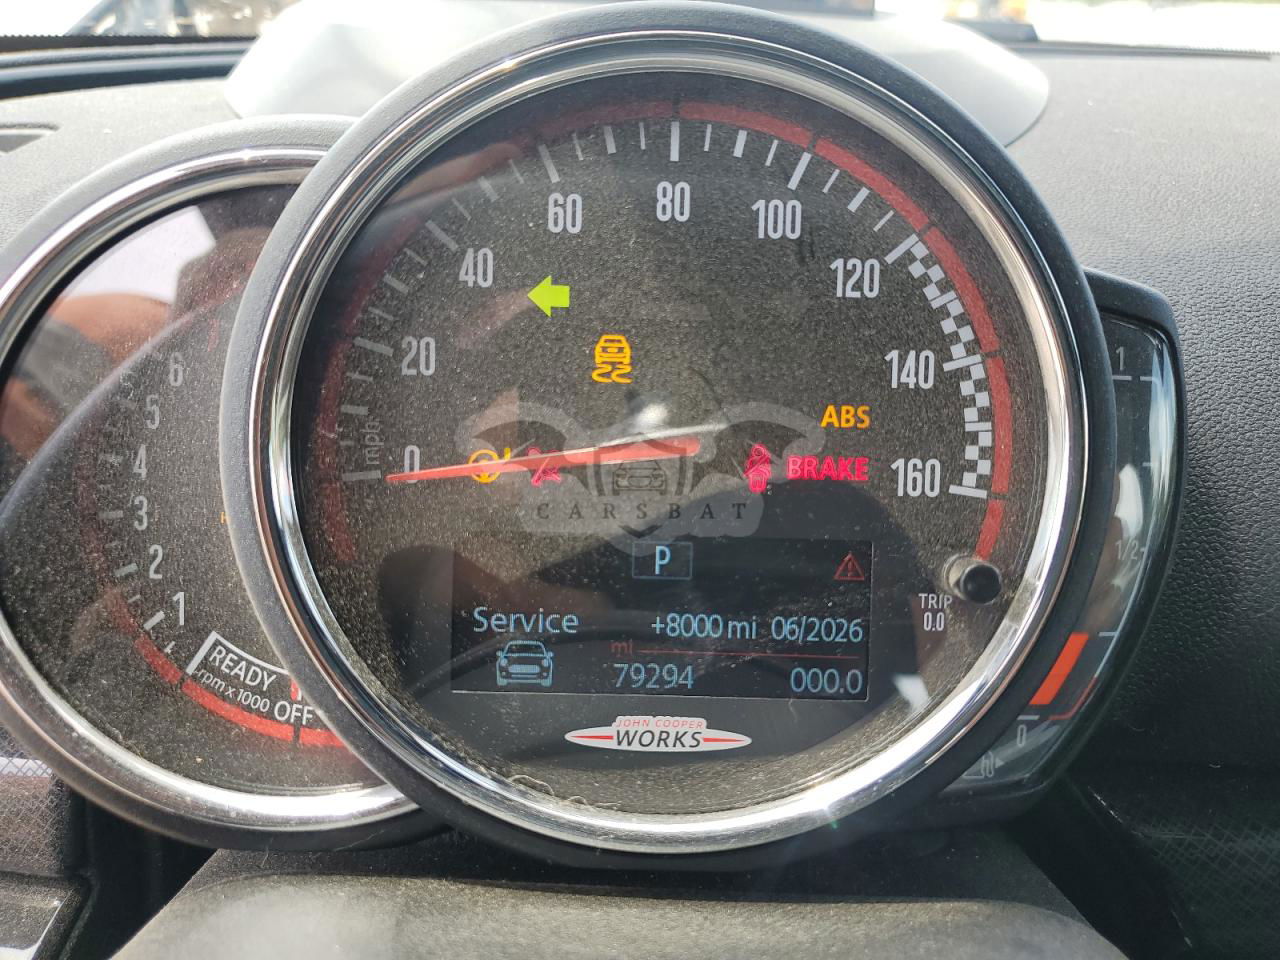 80
60
100
40
120
20
140
160
0
mph
ABS
BRAKE
CARSBAT
P
Service
+8000 mi 06/2026
mi
79294
000.0
JOHN COOPER
WORKS
TRIP
0.0
6
5
4
3
2
1
READY
rpm x 1000
OFF
1
1/2
0